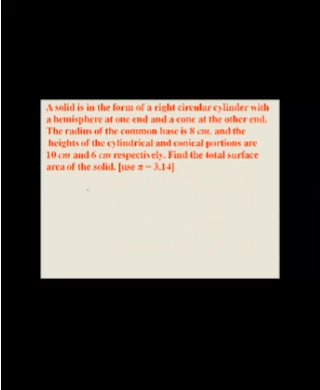 A solid is in the form of a right circular cylinder with
a hemisphere at one end and a cone at the other end.
The radius of the common base is 8 cm. and the
heights of the cylindrical and conical portions are
10 cm and 6 cm respectively. Find the total surface
area of the solid. [use π = 3.14]